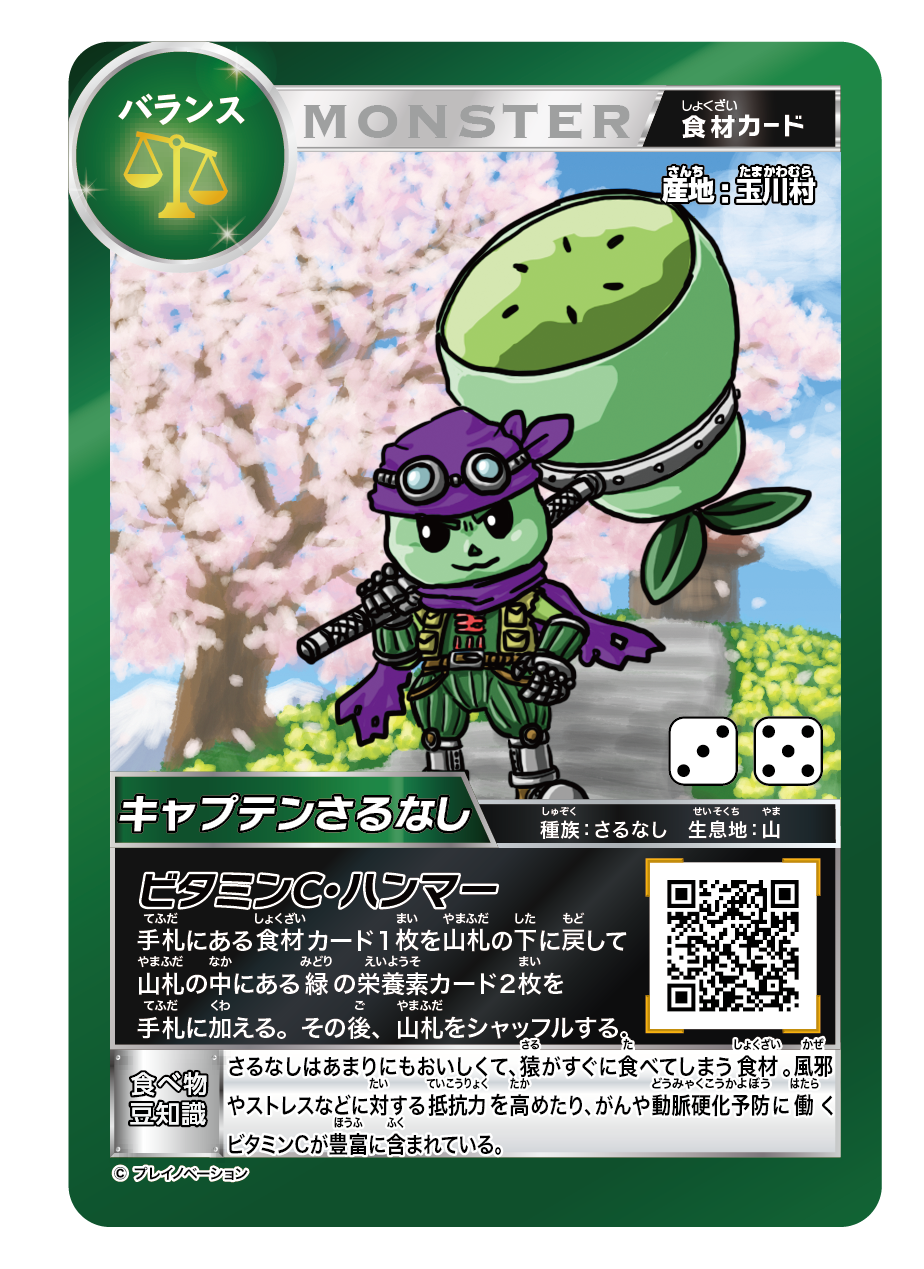 バランス
MONSTER
しょくざい
食材カード
さんち たまかわむら
産地:玉川村
キャプテンさるなし
しゅぞく せいそくち やま
種族:さるなし 生息地:山
ビタミンC・ハンマー
てふだ しょくざい まい やまふだ した もど
手札にある食材カード1枚を山札の下に戻して
やまふだ なか みどり えいようそ まい
山札の中にある緑の栄養素カード2枚を
てふだ くわ ご やまふだ
手札に加える。その後、山札をシャッフルする。
食べ物
豆知識
さる た しょくざい かぜ
さるなしはあまりにもおいしくて、猿がすぐに食べてしまう食材。風邪
たい ていこうりょく たか どうみゃくこうかよぼう はたら
やストレスなどに対する抵抗力を高めたり、がんや動脈硬化予防に働く
ほうふ ふく
ビタミンCが豊富に含まれている。
© プレイノベーション